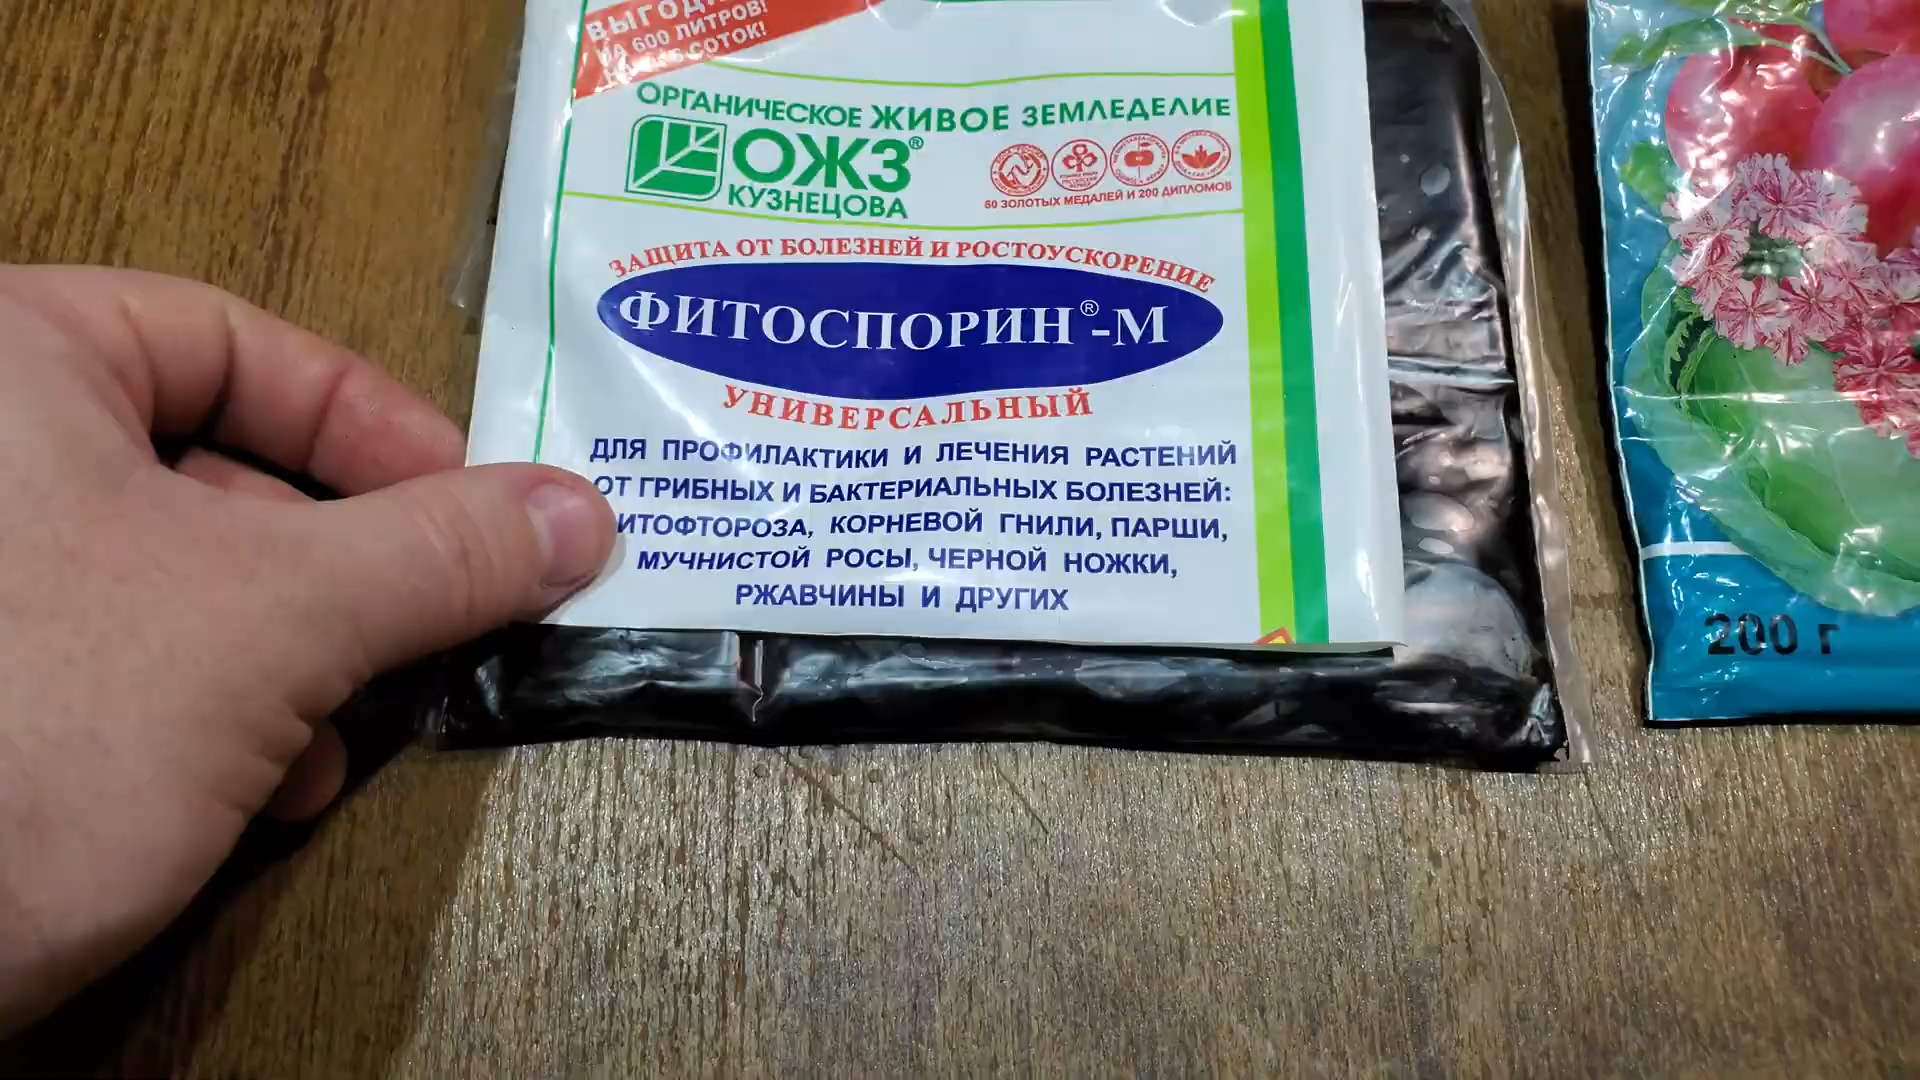 ВЫГОД
НА 600 ЛИТРОВ!
СОТОК!
ОРГАНИЧЕСКОЕ ЖИВОЕ ЗЕМЛЕДЕЛИЕ
ОЖЗ®
КУЗНЕЦОВА
60 ЗОЛОТЫХ МЕДАЛЕЙ И 200 ДИПЛОМОВ
ЗАЩИТА ОТ БОЛЕЗНЕЙ И РОСТОУСКОРЕНИЕ
ФИТОСПОРИН®-М
УНИВЕРСАЛЬНЫЙ
ДЛЯ ПРОФИЛАКТИКИ И ЛЕЧЕНИЯ РАСТЕНИЙ
ОТ ГРИБНЫХ И БАКТЕРИАЛЬНЫХ БОЛЕЗНЕЙ:
ИТОФТОРОЗА, КОРНЕВОЙ ГНИЛИ, ПАРШИ,
МУЧНИСТОЙ РОСЫ, ЧЕРНОЙ НОЖКИ,
РЖАВЧИНЫ И ДРУГИХ
200 г